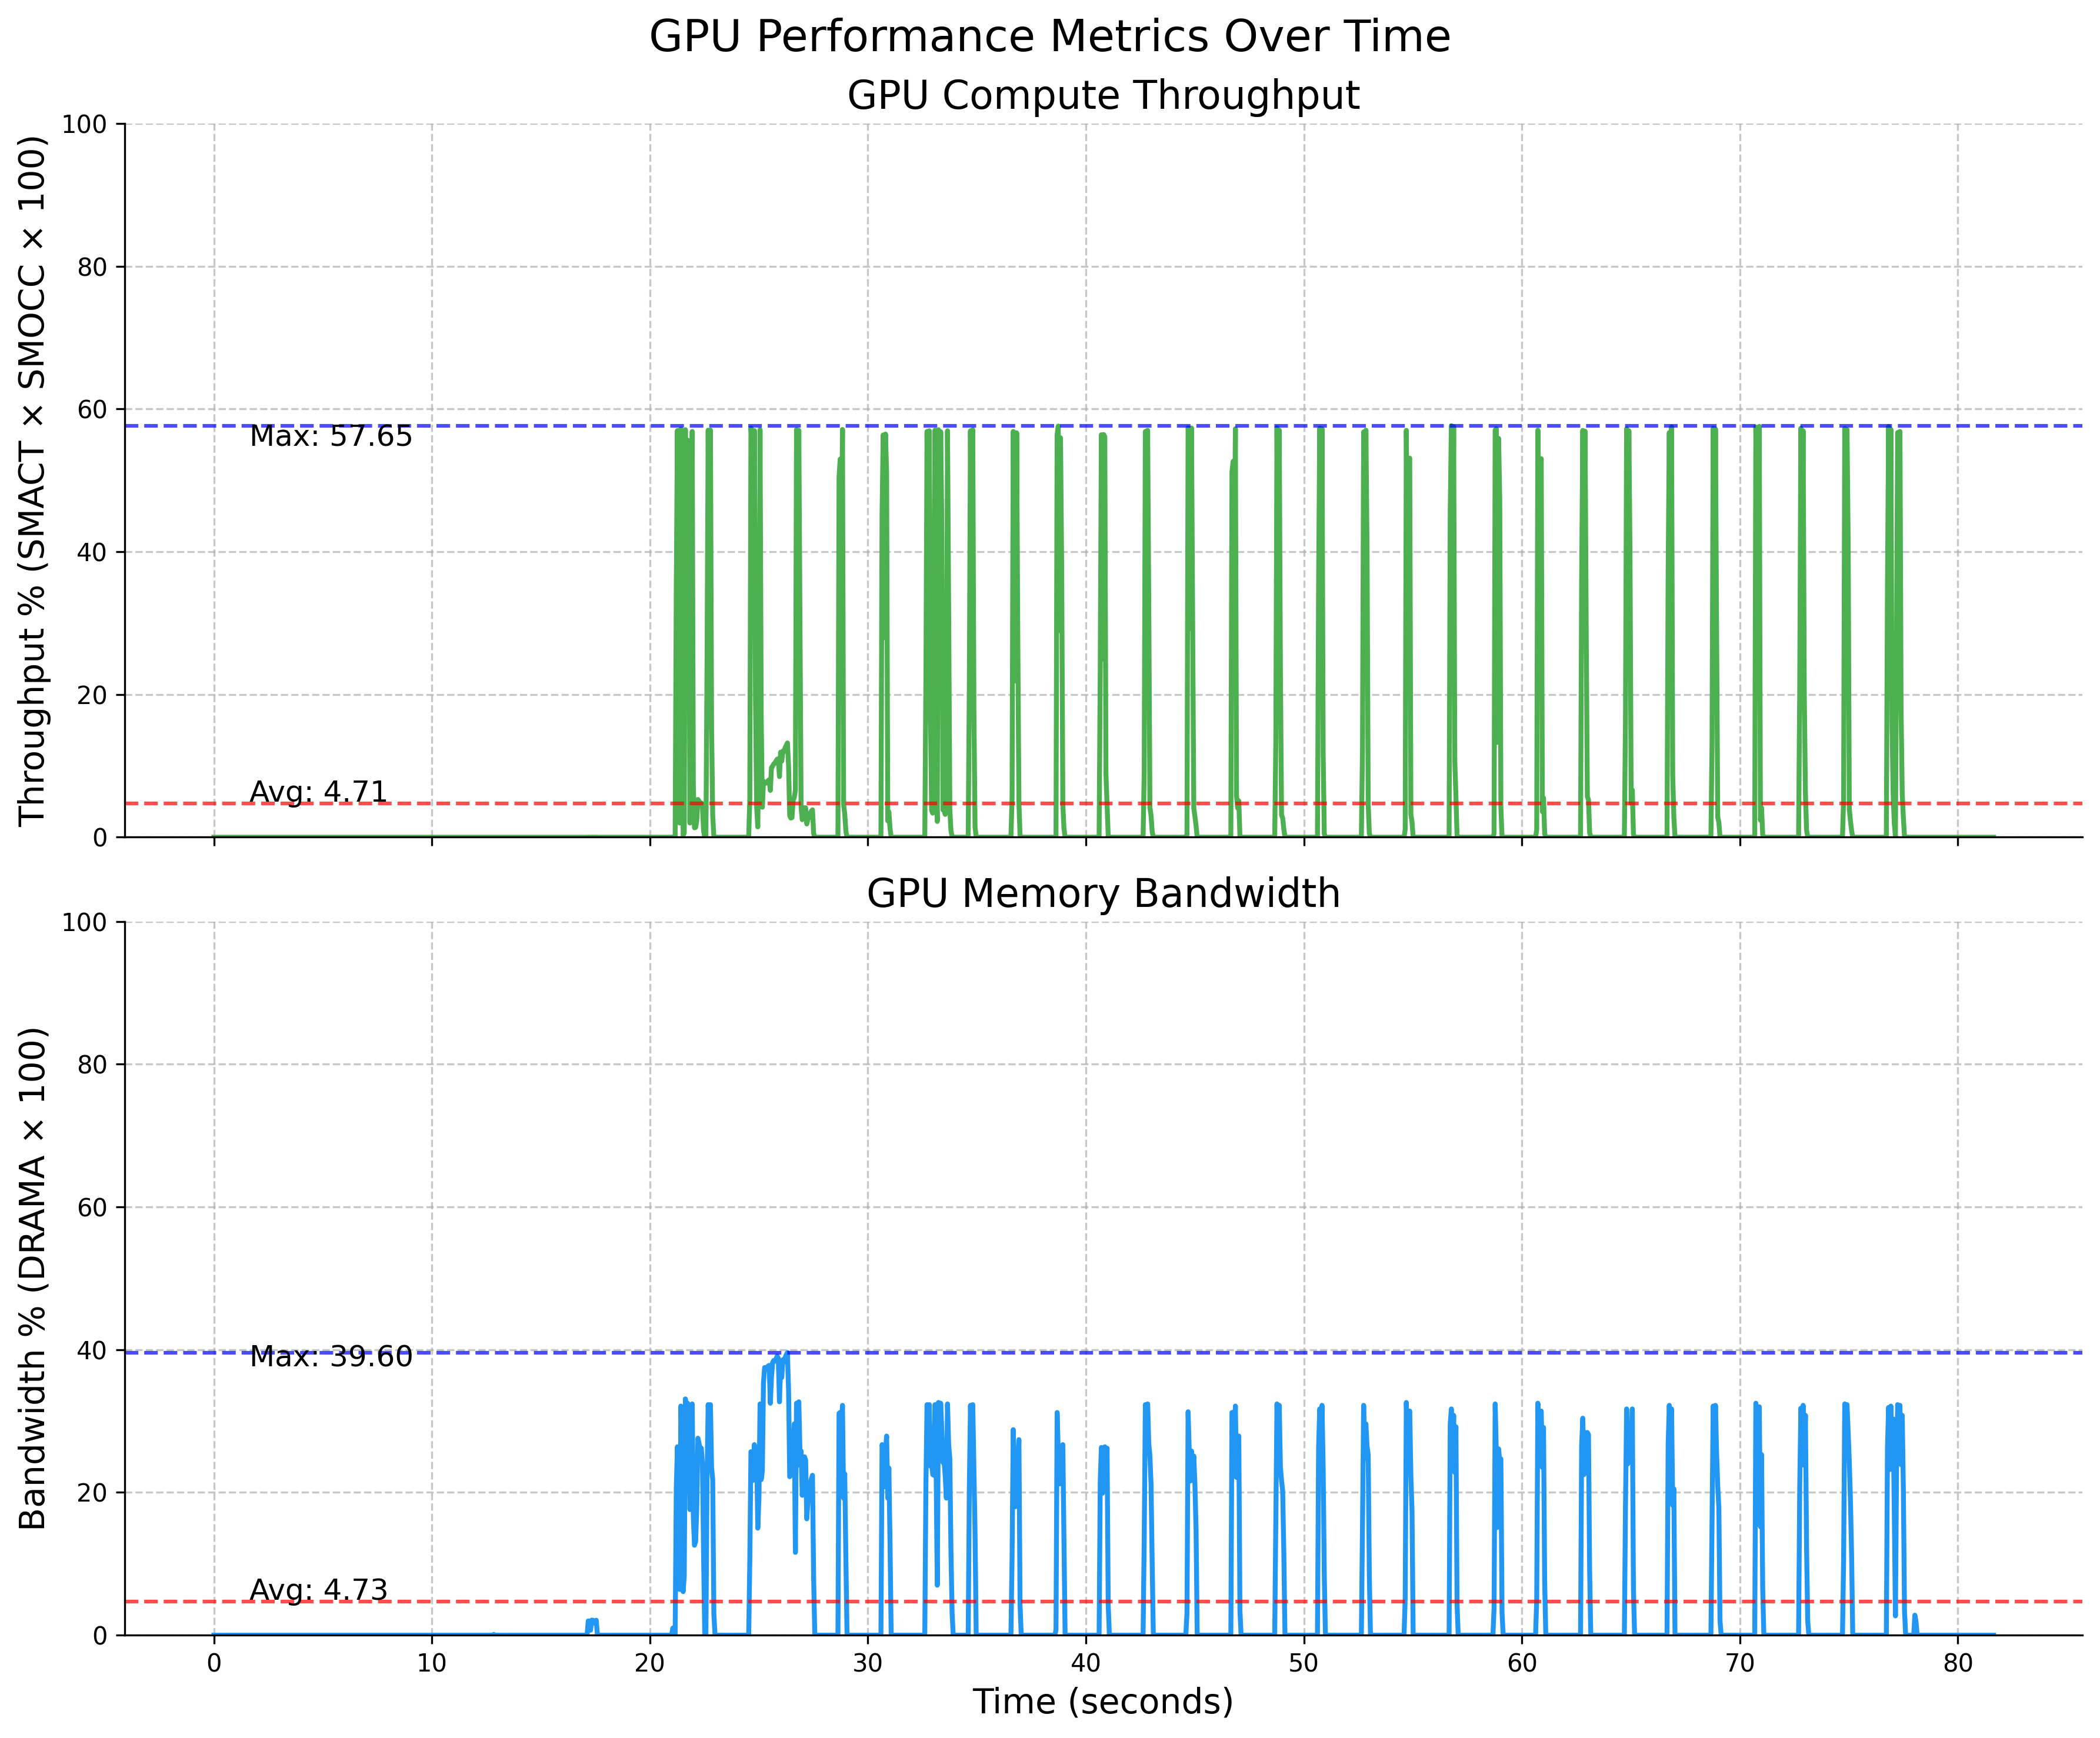 GPU Performance Metrics Over Time
GPU Compute Throughput
Throughput % (SMACT × SMOCC × 100)
100
80
60
40
20
0
Max: 57.65
Avg: 4.71
GPU Memory Bandwidth
Bandwidth % (DRAMA × 100)
100
80
60
40
20
0
Max: 39.60
Avg: 4.73
0 10 20 30 40 50 60 70 80
Time (seconds)